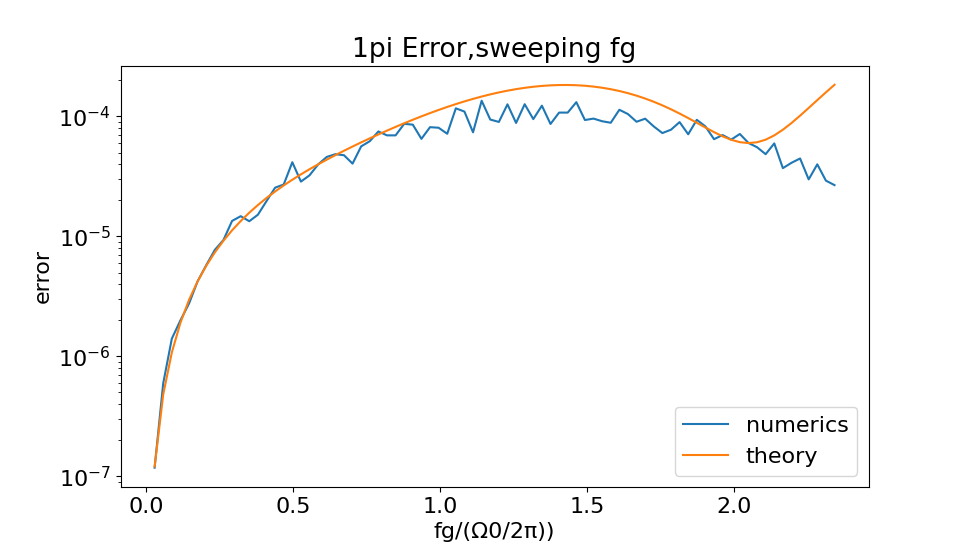 1pi Error,sweeping fg
error
10⁻⁴
10⁻⁵
10⁻⁶
10⁻⁷
numerics
theory
0.0 0.5 1.0 1.5 2.0
fg/(Ω0/2π))